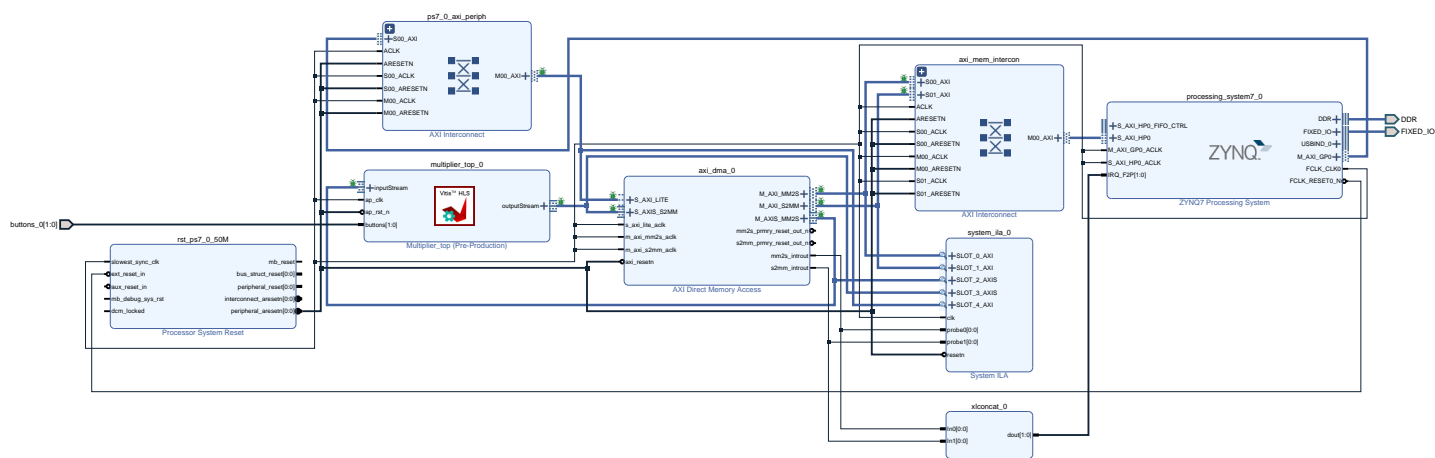 ps7_0_axi_periph
S00_AXI
ACLK
ARESETN
S00_ACLK
S00_ARESETN
M00_ACLK
M00_ARESETN
M00_AXI
AXI Interconnect
multiplier_top_0
inputStream
ap_clk
ap_rst_n
buttons[1:0]
Vitis™ HLS
outputStream
Multiplier_top (Pre-Production)
buttons_0[1:0]
rst_ps7_0_50M
slowest_sync_clk
ext_reset_in
aux_reset_in
mb_debug_sys_rst
dcm_locked
mb_reset
bus_struct_reset[0:0]
peripheral_reset[0:0]
interconnect_aresetn[0:0]
peripheral_aresetn[0:0]
Processor System Reset
axi_dma_0
S_AXI_LITE
S_AXIS_S2MM
s_axi_lite_aclk
m_axi_mm2s_aclk
m_axi_s2mm_aclk
axi_resetn
M_AXI_MM2S
M_AXI_S2MM
M_AXIS_MM2S
mm2s_prmry_reset_out_n
s2mm_prmry_reset_out_n
mm2s_introut
s2mm_introut
AXI Direct Memory Access
axi_mem_intercon
S00_AXI
S01_AXI
ACLK
ARESETN
S00_ACLK
S00_ARESETN
M00_ACLK
M00_ARESETN
S01_ACLK
S01_ARESETN
M00_AXI
AXI Interconnect
system_ila_0
SLOT_0_AXI
SLOT_1_AXI
SLOT_2_AXIS
SLOT_3_AXIS
SLOT_4_AXI
clk
probe0[0:0]
probe1[0:0]
resetn
System ILA
xlconcat_0
In0[0:0]
In1[0:0]
dout[1:0]
processing_system7_0
S_AXI_HP0_FIFO_CTRL
S_AXI_HP0
M_AXI_GP0_ACLK
S_AXI_HP0_ACLK
IRQ_F2P[1:0]
ZYNQ
DDR
FIXED_IO
USBIND_0
M_AXI_GP0
FCLK_CLK0
FCLK_RESET0_N
ZYNQ7 Processing System
DDR
FIXED_IO